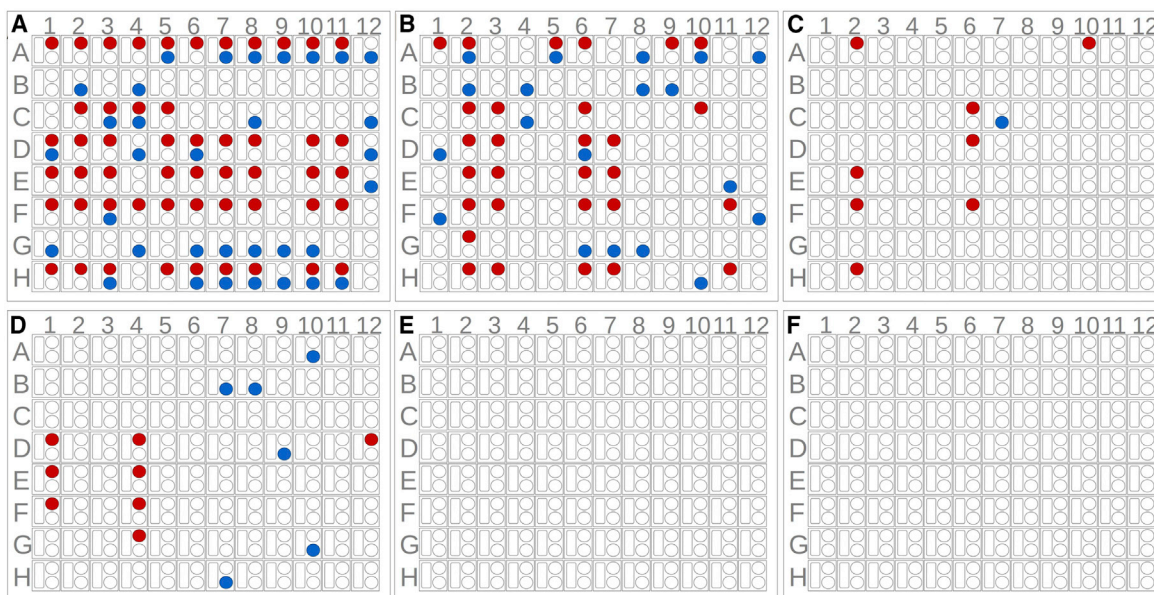 A 1 2 3 4 5 6 7 8 9 10 11 12
A
B
C
D
E
F
G
H
B 1 2 3 4 5 6 7 8 9 10 11 12
A
B
C
D
E
F
G
H
C 1 2 3 4 5 6 7 8 9 10 11 12
A
B
C
D
E
F
G
H
D 1 2 3 4 5 6 7 8 9 10 11 12
A
B
C
D
E
F
G
H
E 1 2 3 4 5 6 7 8 9 10 11 12
A
B
C
D
E
F
G
H
F 1 2 3 4 5 6 7 8 9 10 11 12
A
B
C
D
E
F
G
H